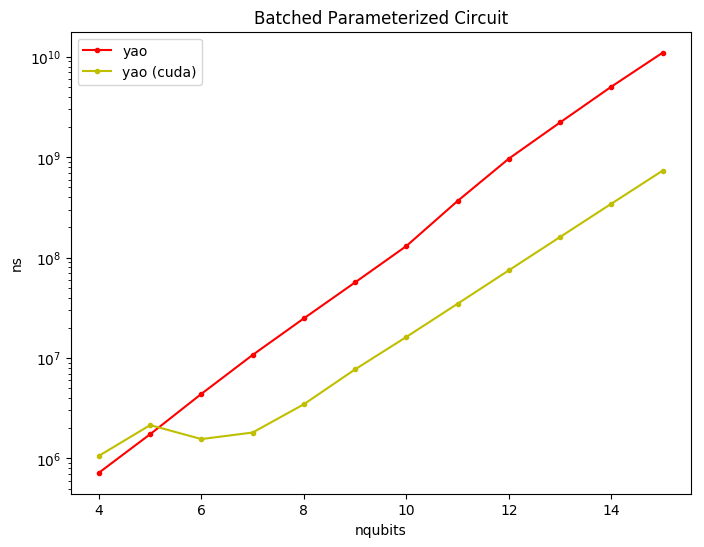 Batched Parameterized Circuit
yao
yao (cuda)
10¹⁰
10⁹
10⁸
10⁷
10⁶
ns
4 6 8 10 12 14
nqubits